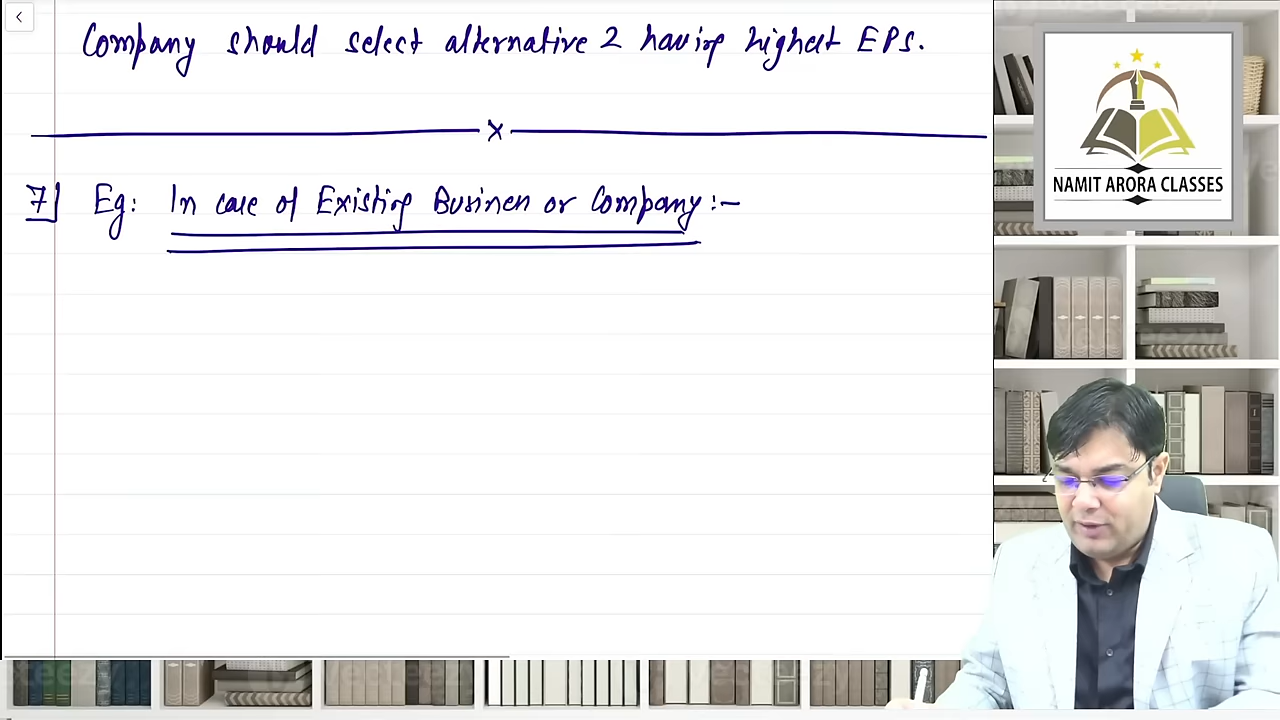 Company should select alternative 2 having highest EPS.
x
7] Eg: In case of Existing Business or Company :-
NAMIT ARORA CLASSES